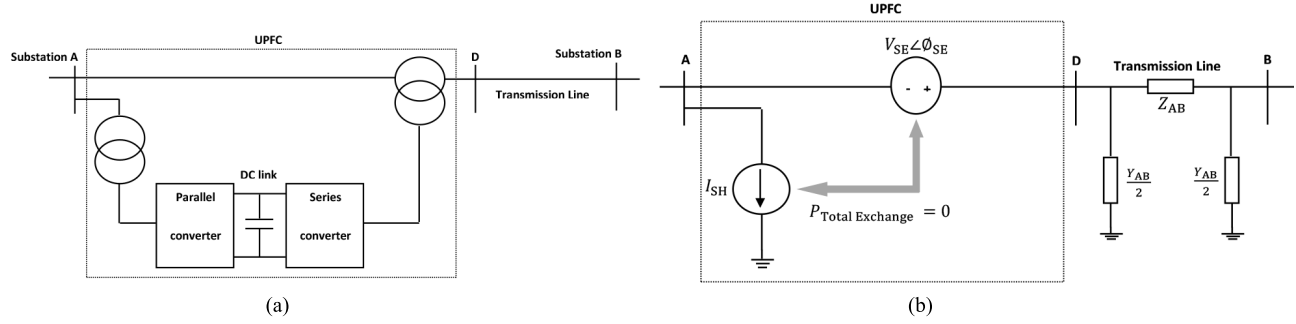 UPFC
Substation A
D
Substation B
Transmission Line
DC link
Parallel
converter
Series
converter
(a)
UPFC
V_SE∠∅_SE
A
D
Transmission Line
B
- +
Z_AB
I_SH
Y_AB/2
Y_AB/2
P_Total Exchange = 0
(b)